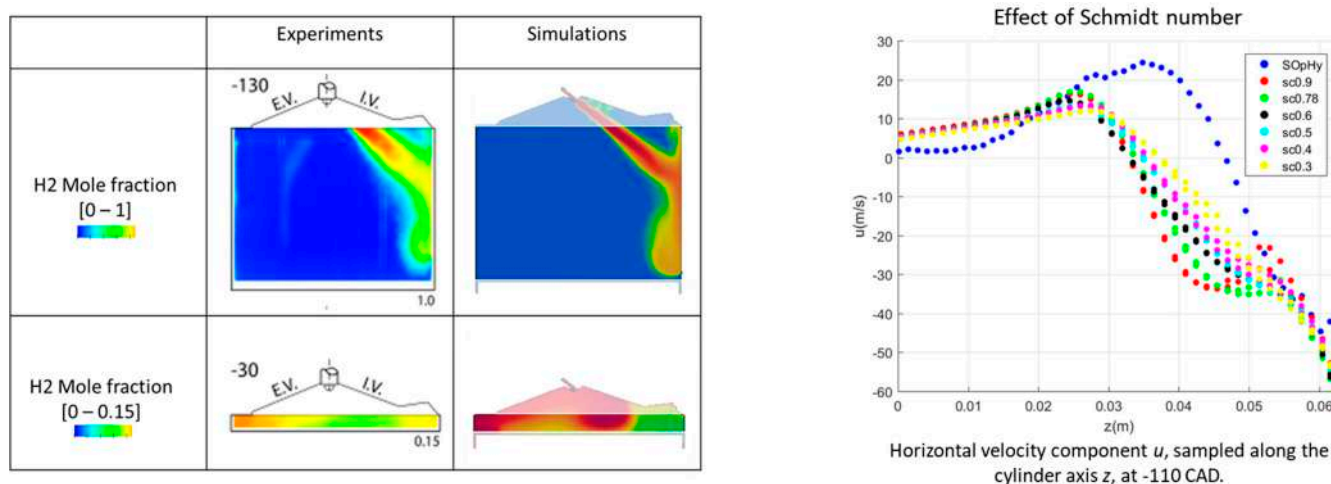 Experiments
Simulations
H2 Mole fraction
[0 – 1]
-130
E.V.
I.V.
1.0
H2 Mole fraction
[0 – 0.15]
-30
E.V.
I.V.
0.15
Effect of Schmidt number
30
20
10
0
-10
-20
-30
-40
-50
-60
u(m/s)
SOpHy
sc0.9
sc0.78
sc0.6
sc0.5
sc0.4
sc0.3
0
0.01
0.02
0.03
0.04
0.05
0.06
z(m)
Horizontal velocity component u, sampled along the
cylinder axis z, at -110 CAD.